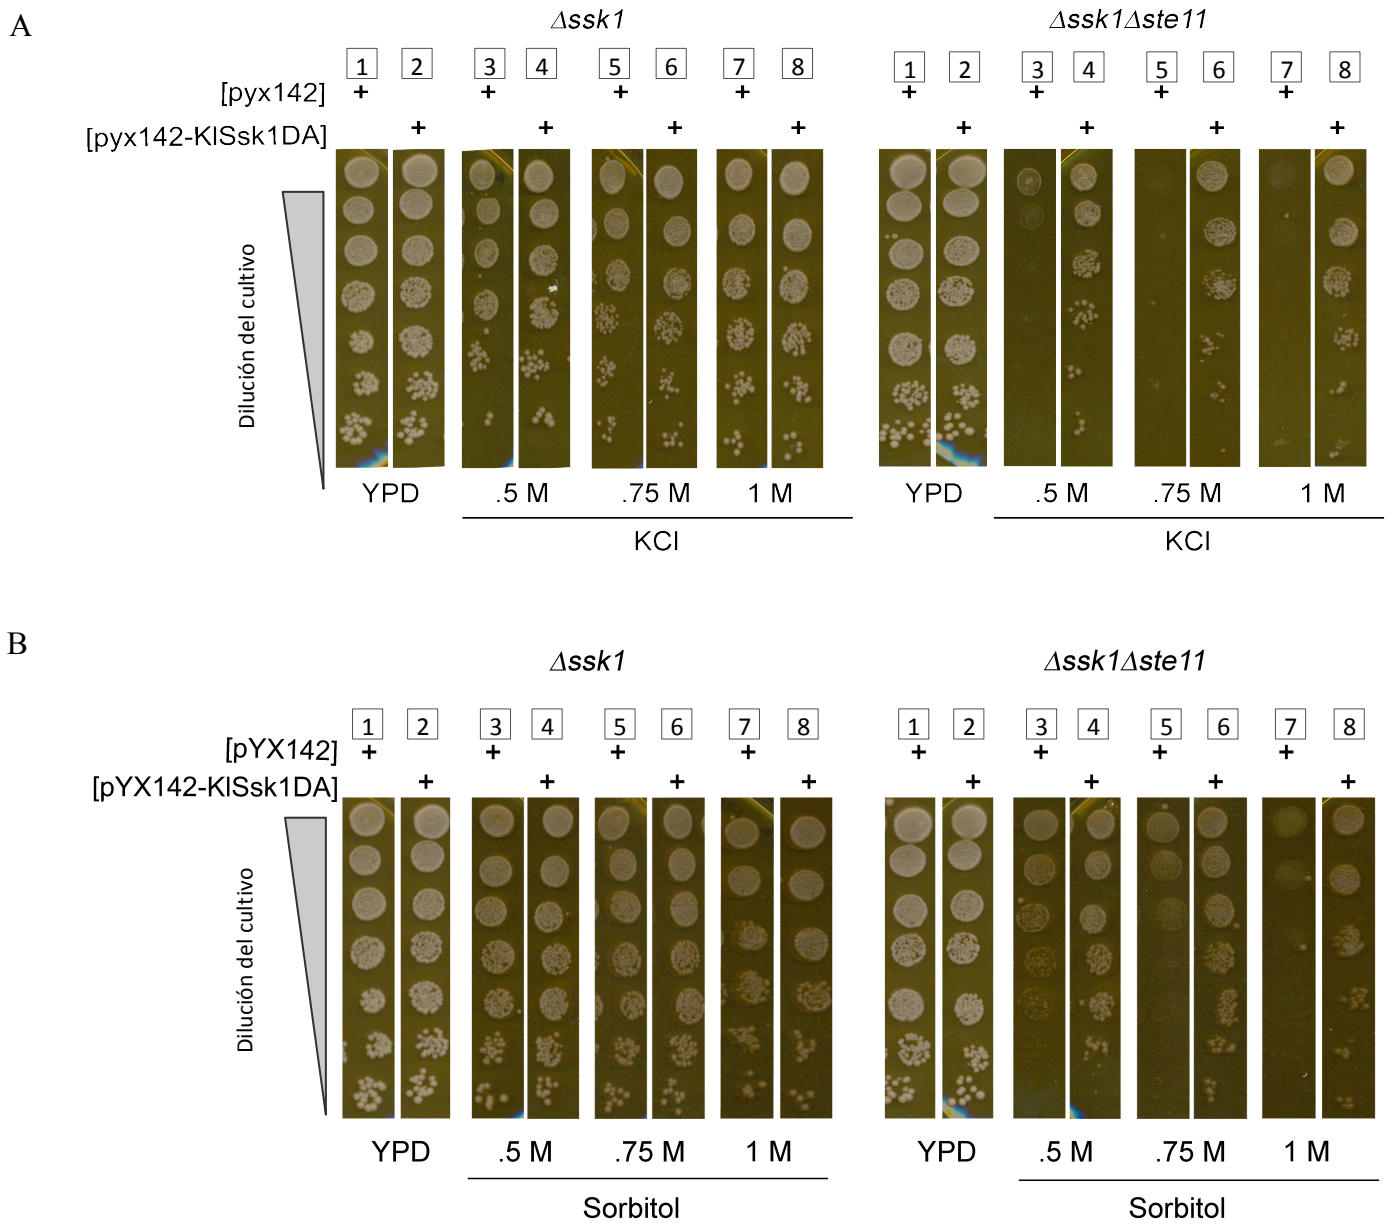 A
Δssk1 Δssk1Δste11
1 2 3 4 5 6 7 8 1 2 3 4 5 6 7 8
[pyx142] + + + + + + + +
[pyx142-KlSsk1DA] + + + + + + + +
Dilución del cultivo
YPD .5 M .75 M 1 M YPD .5 M .75 M 1 M
KCl KCl
B
Δssk1 Δssk1Δste11
1 2 3 4 5 6 7 8 1 2 3 4 5 6 7 8
[pYX142] + + + + + + + +
[pYX142-KlSsk1DA] + + + + + + + +
Dilución del cultivo
YPD .5 M .75 M 1 M YPD .5 M .75 M 1 M
Sorbitol Sorbitol